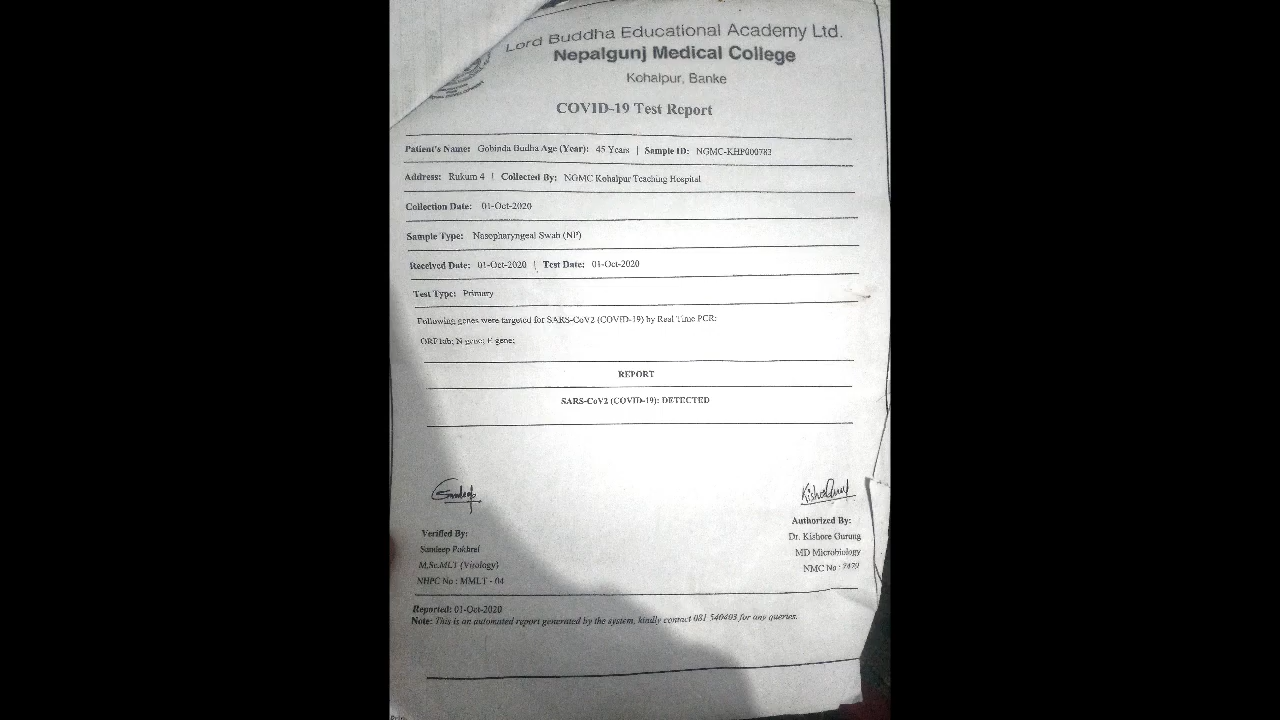 Lord Buddha Educational Academy Ltd.
Nepalgunj Medical College
Kohalpur, Banke
COVID-19 Test Report
Patient's Name: Gobinda Budha Age (Year): 45 Years | Sample ID: NGMC-KHP000783
Address: Rukum 4 | Collected By: NGMC Kohalpur Teaching Hospital
Collection Date: 01-Oct-2020
Sample Type: Nasopharyngeal Swab (NP)
Received Date: 01-Oct-2020 | Test Date: 01-Oct-2020
Test Type: Primary
Following genes were targeted for SARS-CoV2 (COVID-19) by Real Time PCR:
ORF1ab; N gene; E gene;
REPORT
SARS-CoV2 (COVID-19): DETECTED
Verified By:
Sandeep Pokhrel
M.Sc.MLT (Virology)
NHPC No : MMLT - 04
Authorized By:
Dr. Kishore Gurung
MD Microbiology
NMC No :
Reported: 01-Oct-2020
Note: This is an automated report generated by the system, kindly contact 081 540403 for any queries.